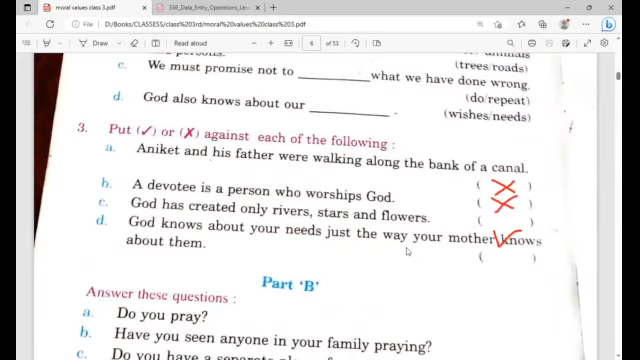 moral values class 3.pdf
336_Data_Entry_Operations_Les
D:/Books/CLASSESS/class%203rd/moral%20values%20class%203.pdf
Draw
Read aloud
6 of 53
(trees/roads)
c. We must promise not to __________ what we have done wrong.
(do/repeat)
d. God also knows about our __________ .
(wishes/needs)
3. Put (✓) or (✗) against each of the following :
a. Aniket and his father were walking along the bank of a canal.
( ✗ )
b. A devotee is a person who worships God.
( ✗ )
c. God has created only rivers, stars and flowers.
( )
d. God knows about your needs just the way your mother knows
about them.
( )
Part 'B'
Answer these questions :
a. Do you pray?
b. Have you seen anyone in your family praying?
c. Do you have a separate